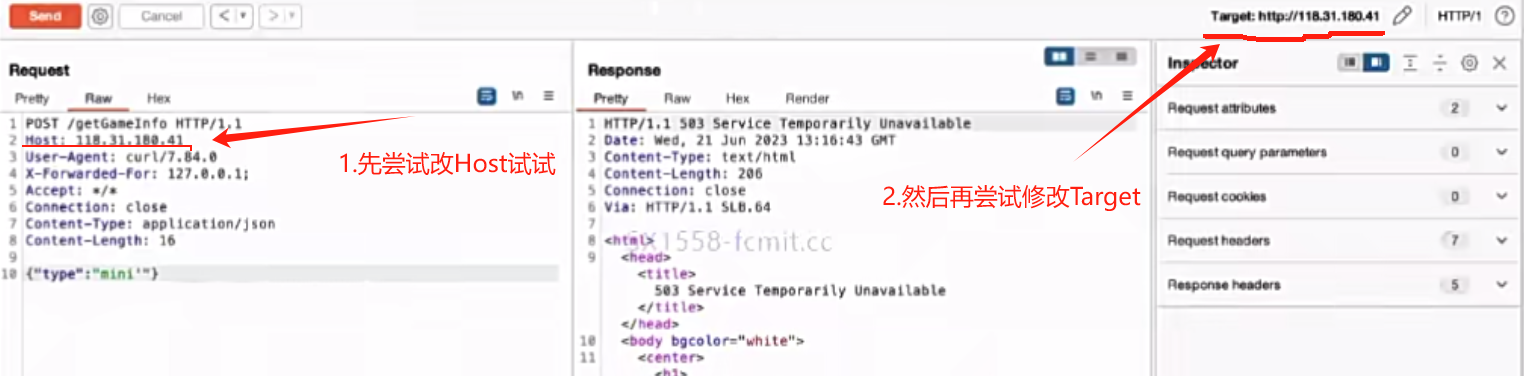 Send
Cancel
Target: http://118.31.180.41
HTTP/1
Request
Pretty Raw Hex
\n
1 POST /getGameInfo HTTP/1.1
2 Host: 118.31.180.41
3 User-Agent: curl/7.84.0
4 X-Forwarded-For: 127.0.0.1;
5 Accept: */*
6 Connection: close
7 Content-Type: application/json
8 Content-Length: 16
9
10 {"type":"mini'"}
1.先尝试改Host试试
Response
Pretty Raw Hex Render
\n
1 HTTP/1.1 503 Service Temporarily Unavailable
2 Date: Wed, 21 Jun 2023 13:16:43 GMT
3 Content-Type: text/html
4 Content-Length: 206
5 Connection: close
6 Via: HTTP/1.1 SLB.64
7
8 <html>
9 <head>
<title>
503 Service Temporarily Unavailable
</title>
</head>
10 <body bgcolor="white">
11 <center>
<h1>
SX1558-fcmit.cc
2.然后再尝试修改Target
Inspector
Request attributes 2
Request query parameters 0
Request cookies 0
Request headers 7
Response headers 5